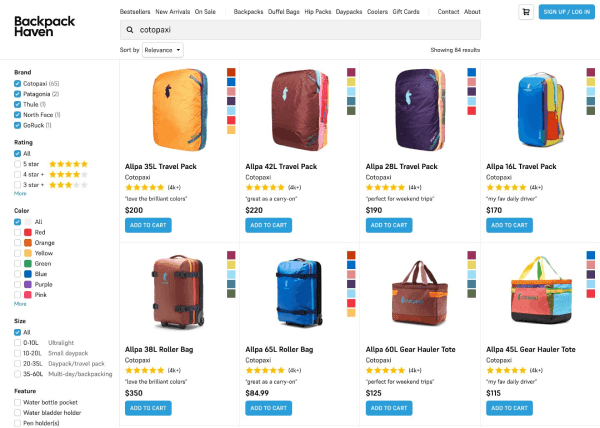 Backpack
Haven
Bestsellers New Arrivals On Sale Backpacks Duffel Bags Hip Packs Daypacks Coolers Gift Cards Contact About
SIGN UP / LOG IN
cotopaxi
Sort by Relevance
Showing 84 results
Brand
Cotopaxi (65)
Patagonia (2)
Thule (1)
North Face (1)
GoRuck (1)
Rating
All
5 star
4 star +
3 star +
More
Color
All
Red
Orange
Yellow
Green
Blue
Purple
Pink
More
Size
All
0-10L Ultralight
10-20L Small daypack
20-35L Daypack/travel pack
35-60L Multi-day/backpacking
Feature
Water bottle pocket
Water bladder holder
Pen holder(s)
Allpa 35L Travel Pack
Cotopaxi
(4k+)
"love the brilliant colors"
$200
ADD TO CART
Allpa 42L Travel Pack
Cotopaxi
(4k+)
"great as a carry-on"
$220
ADD TO CART
Allpa 28L Travel Pack
Cotopaxi
(4k+)
"perfect for weekend trips"
$190
ADD TO CART
Allpa 16L Travel Pack
Cotopaxi
(4k+)
"my fav daily driver"
$170
ADD TO CART
Allpa 38L Roller Bag
Cotopaxi
(4k+)
"love the brilliant colors"
$350
ADD TO CART
Allpa 65L Roller Bag
Cotopaxi
(4k+)
"great as a carry-on"
$84.99
ADD TO CART
Allpa 60L Gear Hauler Tote
Cotopaxi
(4k+)
"perfect for weekend trips"
$125
ADD TO CART
Allpa 45L Gear Hauler Tote
Cotopaxi
(4k+)
"my fav daily driver"
$115
ADD TO CART